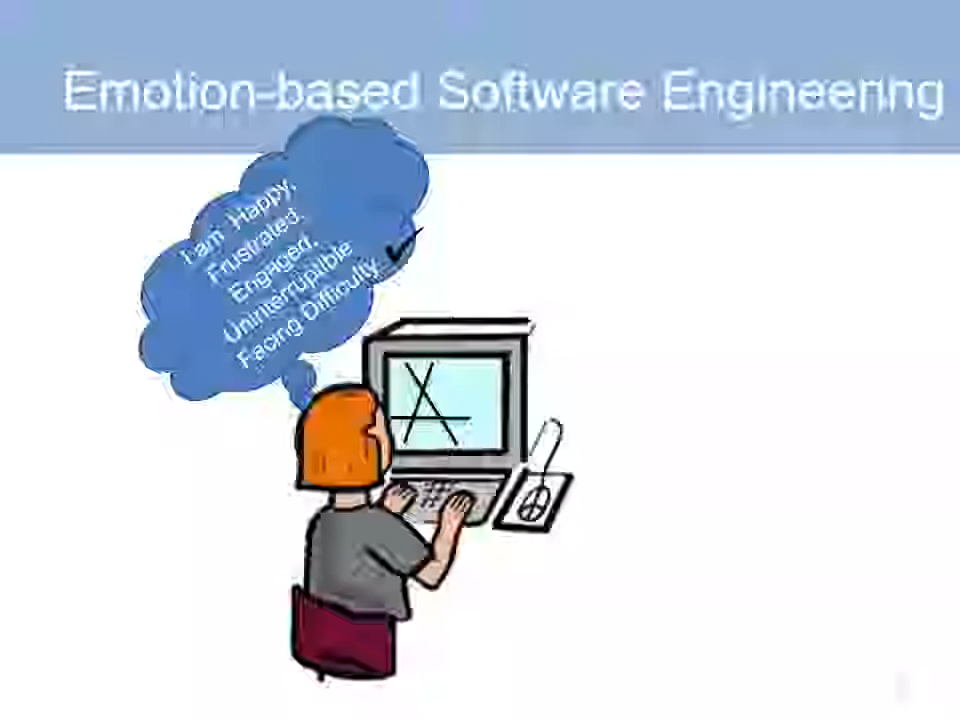 Emotion-based Software Engineering
I am Happy,
Frustrated,
Engaged,
Uninterruptible
Facing Difficulty